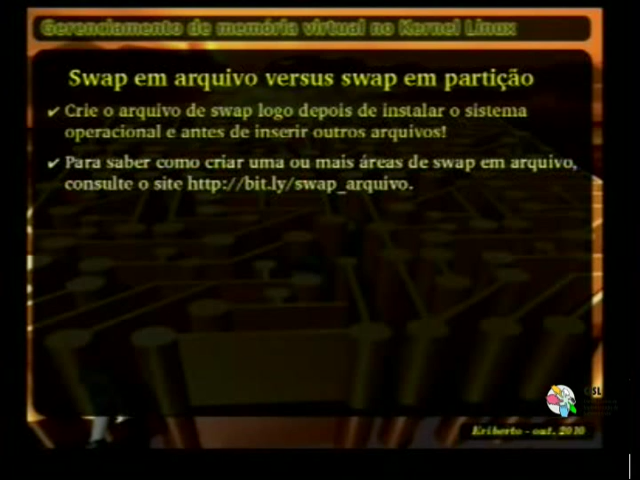 Gerenciamento de memória virtual no Kernel Linux
Swap em arquivo versus swap em partição
✔ Crie o arquivo de swap logo depois de instalar o sistema
operacional e antes de inserir outros arquivos!
✔ Para saber como criar uma ou mais áreas de swap em arquivo,
consulte o site http://bit.ly/swap_arquivo.
Eriberto - out. 2010